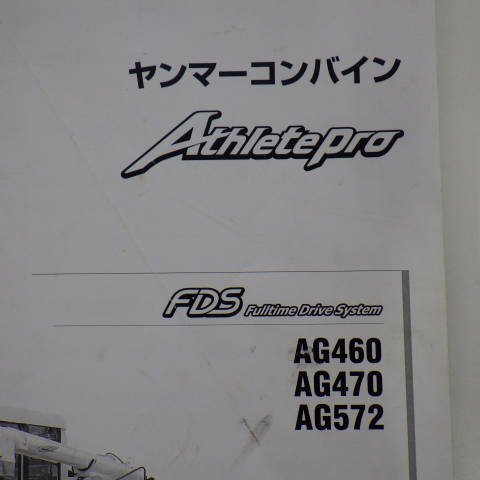 ヤンマーコンバイン
Athletepro
FDS Fulltime Drive System
AG460
AG470
AG572